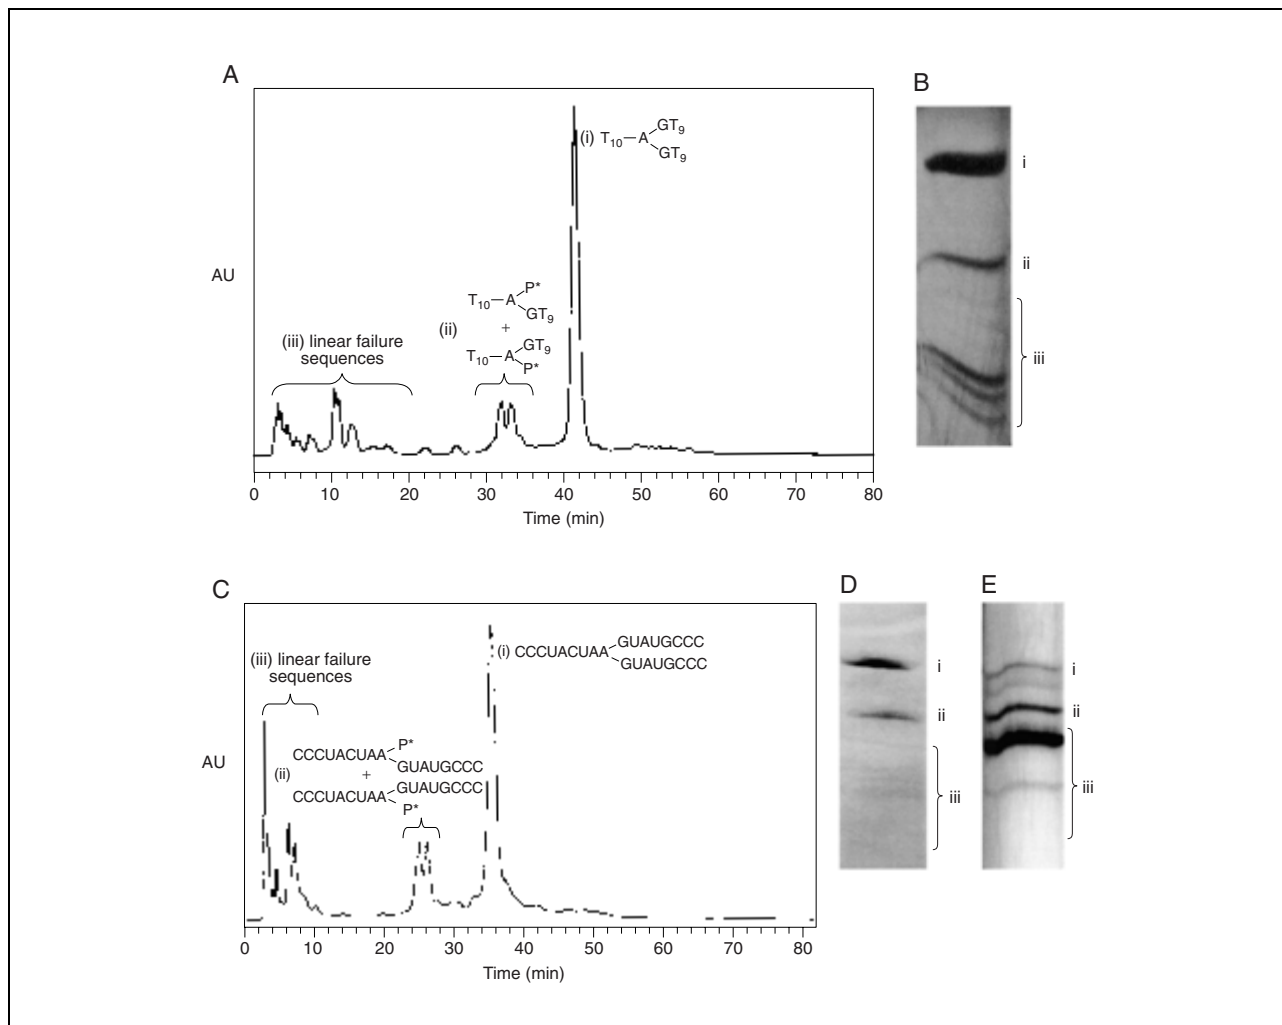 A
B
(i) T10—A GT9
GT9
i
ii
iii
AU
T10—A P*
GT9
(ii) +
T10—A GT9
P*
(iii) linear failure
sequences
0 10 20 30 40 50 60 70 80
Time (min)
C
D
E
(i) CCCUACUAA GUAUGCCC
GUAUGCCC
(iii) linear failure
sequences
AU
P*
CCCUACUAA GUAUGCCC
(ii) +
CCCUACUAA GUAUGCCC
P*
i
ii
iii
i
ii
iii
0 10 20 30 40 50 60 70 80
Time (min)